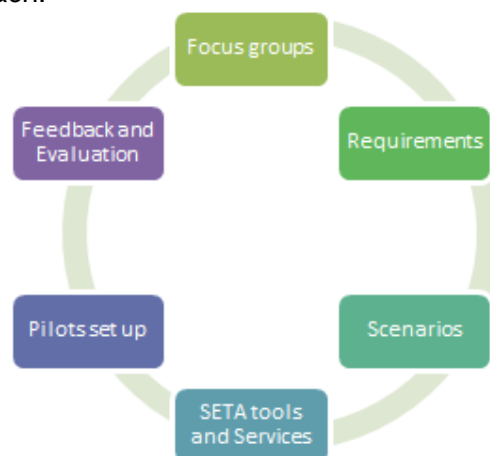 Focus groups
Requirements
Scenarios
SETA tools
and Services
Pilots set up
Feedback and
Evaluation